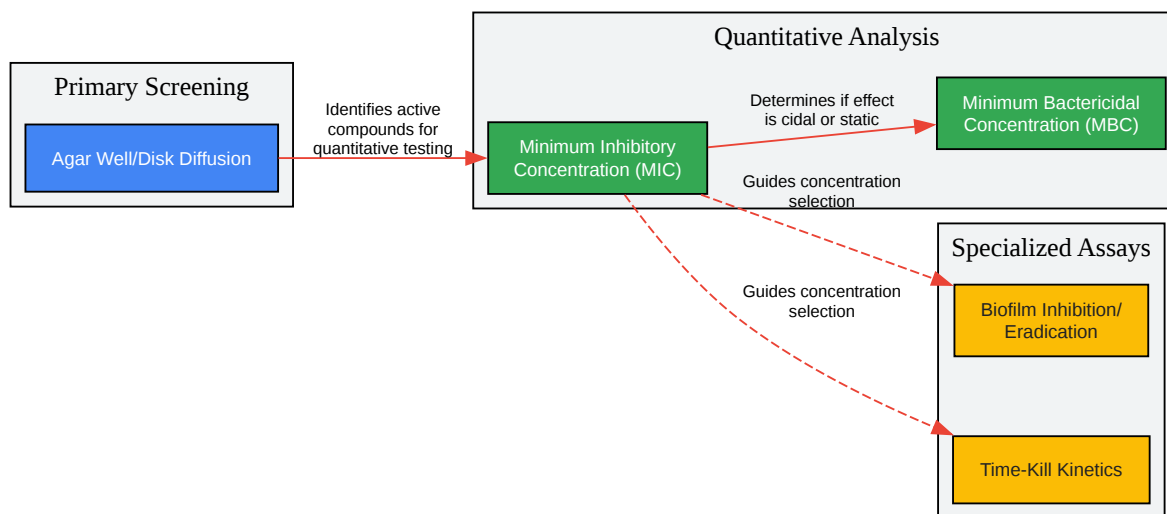 Primary Screening
Agar Well/Disk Diffusion
Identifies active
compounds for
quantitative testing
Quantitative Analysis
Minimum Inhibitory
Concentration (MIC)
Determines if effect
is cidal or static
Minimum Bactericidal
Concentration (MBC)
Guides concentration
selection
Guides concentration
selection
Specialized Assays
Biofilm Inhibition/
Eradication
Time-Kill Kinetics